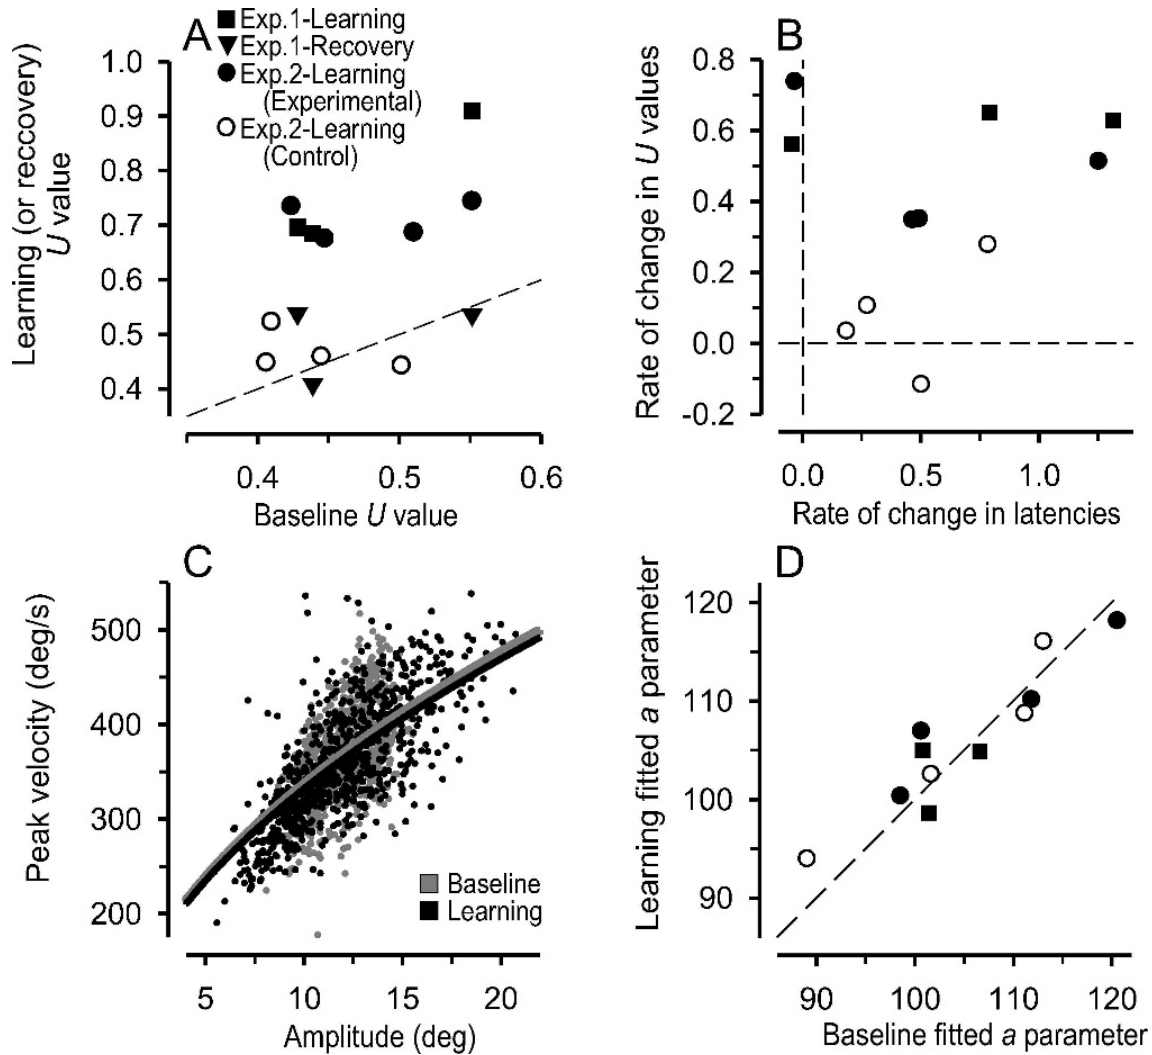 A
Exp.1-Learning
Exp.1-Recovery
Exp.2-Learning
(Experimental)
Exp.2-Learning
(Control)
Learning (or reccovery)
U value
1.0
0.9
0.8
0.7
0.6
0.5
0.4
0.4
0.5
0.6
Baseline U value
B
Rate of change in U values
0.8
0.6
0.4
0.2
0.0
-0.2
0.0
0.5
1.0
Rate of change in latencies
C
Peak velocity (deg/s)
500
400
300
200
Baseline
Learning
5
10
15
20
Amplitude (deg)
D
Learning fitted a parameter
120
110
100
90
90
100
110
120
Baseline fitted a parameter